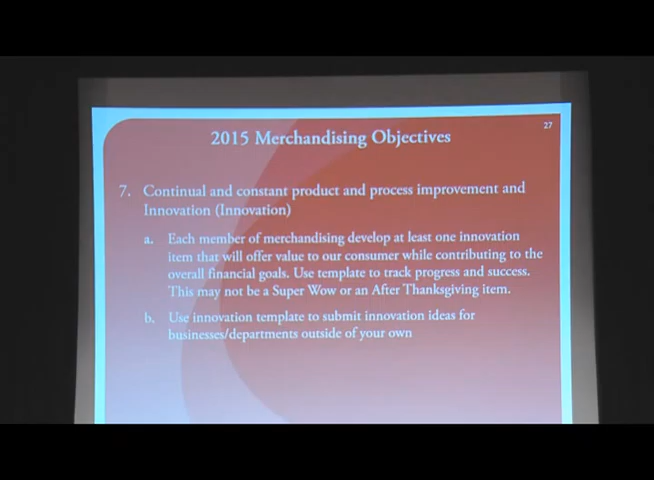 27
2015 Merchandising Objectives
7. Continual and constant product and process improvement and
Innovation (Innovation)
a. Each member of merchandising develop at least one innovation
item that will offer value to our consumer while contributing to the
overall financial goals. Use template to track progress and success.
This may not be a Super Wow or an After Thanksgiving item.
b. Use innovation template to submit innovation ideas for
businesses/departments outside of your own